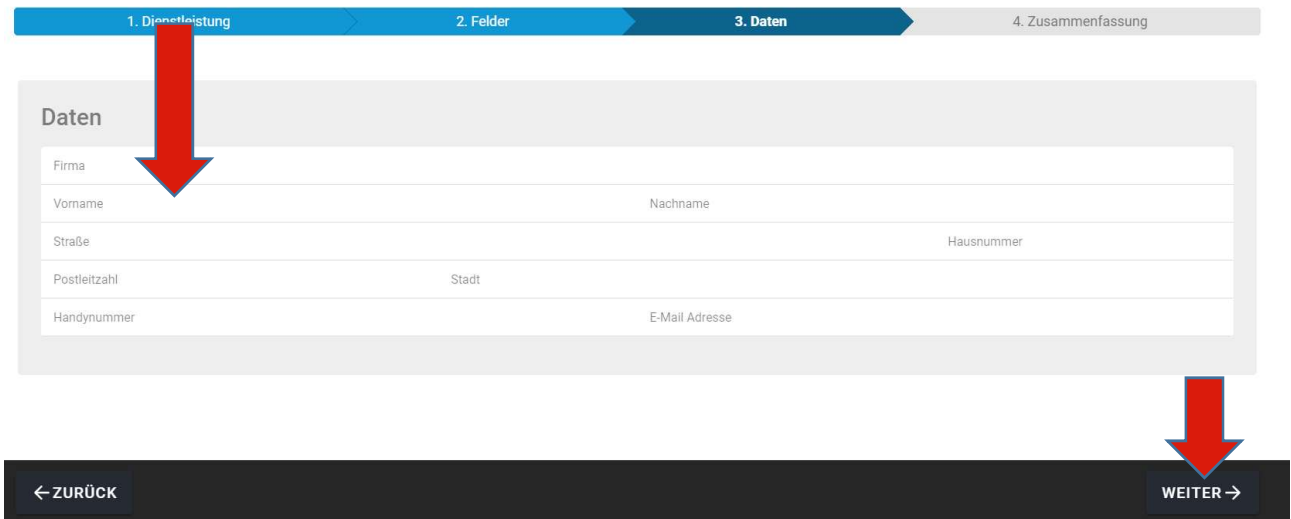 1. Dienstleistung 2. Felder 3. Daten 4. Zusammenfassung
Daten
Firma
Vorname Nachname
Straße Hausnummer
Postleitzahl Stadt
Handynummer E-Mail Adresse
←ZURÜCK WEITER→